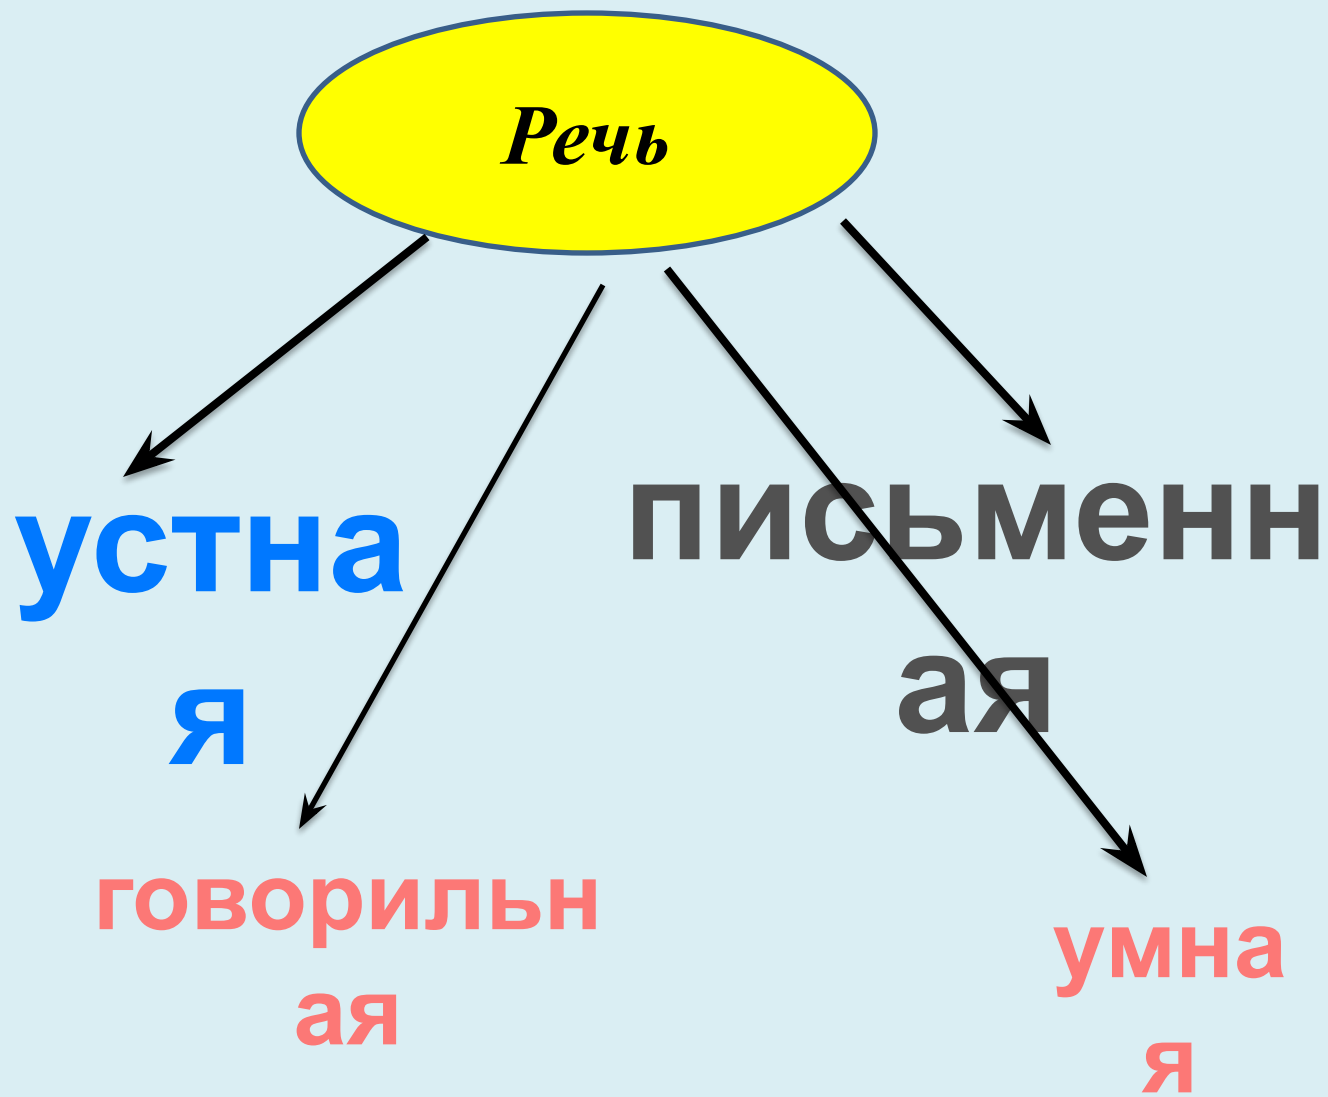 Речь
устна
я
письменн
ая
говорильн
ая
умна
я